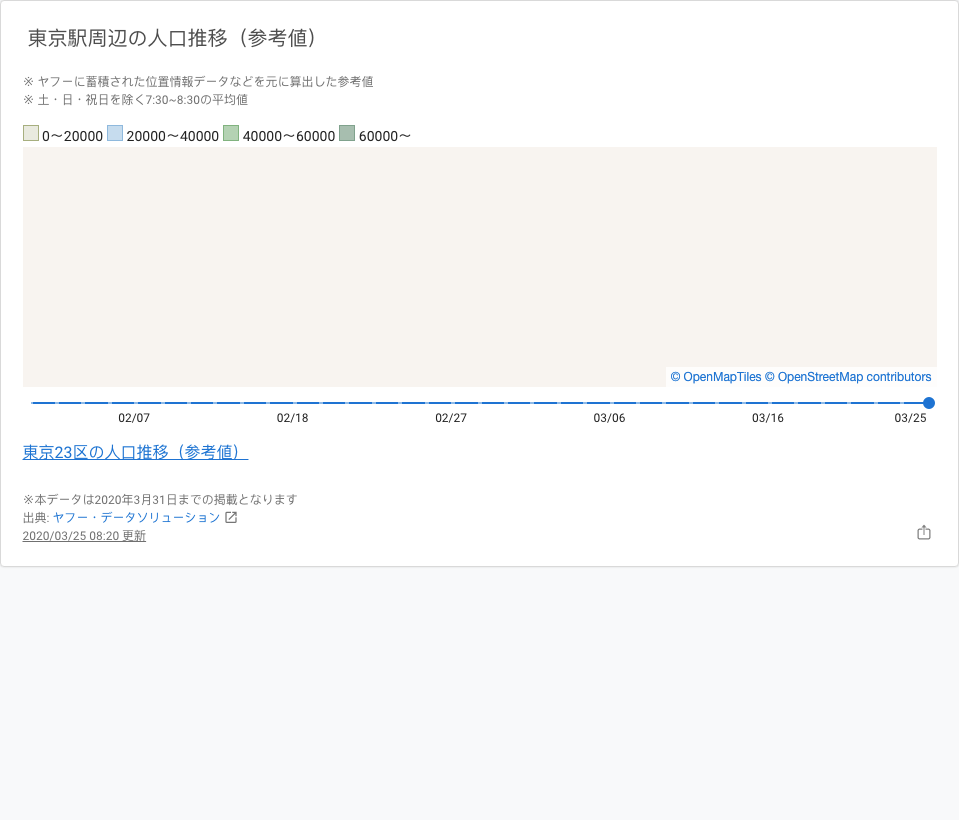 東京駅周辺の人口推移（参考値）
※ ヤフーに蓄積された位置情報データなどを元に算出した参考値
※ 土・日・祝日を除く7:30~8:30の平均値
0〜20000 20000〜40000 40000〜60000 60000〜
© OpenMapTiles © OpenStreetMap contributors
02/07 02/18 02/27 03/06 03/16 03/25
東京23区の人口推移（参考値）
※本データは2020年3月31日までの掲載となります
出典: ヤフー・データソリューション
2020/03/25 08:20 更新